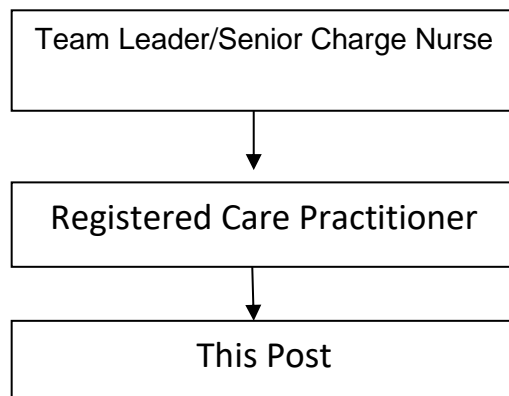 Team Leader/Senior Charge Nurse
Registered Care Practitioner
This Post